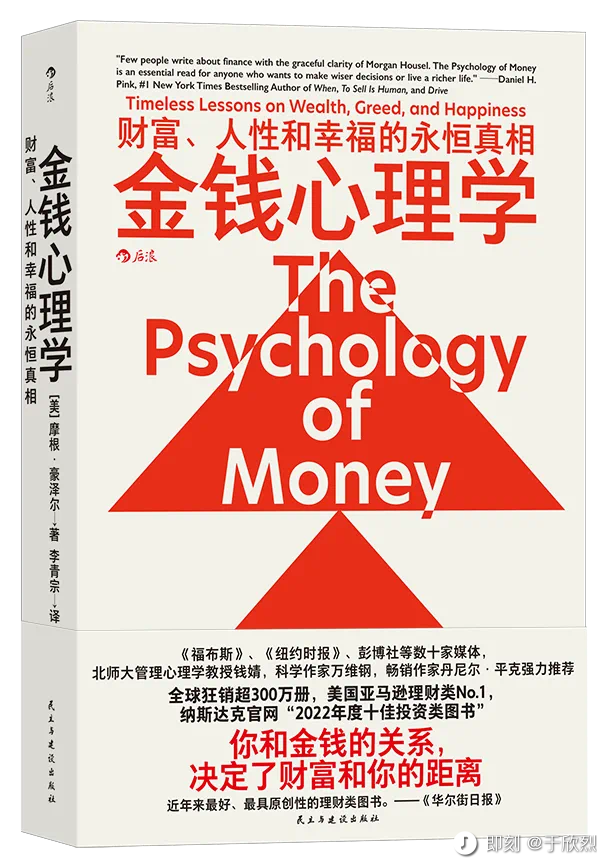 后浪
金钱心理学
财富、人性和幸福的永恒真相
[美]摩根·豪泽尔→著 李青宗→译
民主与建设出版社
"Few people write about finance with the graceful clarity of Morgan Housel. The Psychology of Money
is an essential read for anyone who wants to make wiser decisions or live a richer life." ——Daniel H.
Pink, #1 New York Times Bestselling Author of When, To Sell Is Human, and Drive
Timeless Lessons on Wealth, Greed, and Happiness
财富、人性和幸福的永恒真相
金钱心理学
后浪
The
Psychology
of
Money
《福布斯》、《纽约时报》、彭博社等数十家媒体，
北师大管理心理学教授钱婧，科学作家万维钢，畅销作家丹尼尔·平克强力推荐
全球狂销超300万册，美国亚马逊理财类No.1，
纳斯达克官网“2022年度十佳投资类图书”
你和金钱的关系，
决定了财富和你的距离
近年来最好、最具原创性的理财类图书。——《华尔街日报》
民主与建设出版社
即刻 @于欣烈